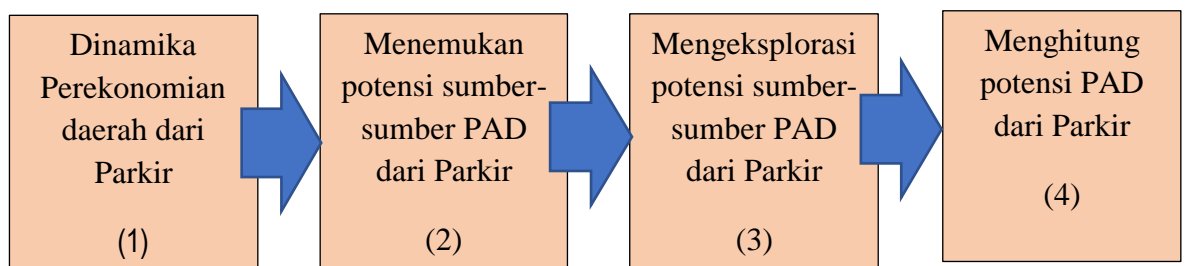 Dinamika
Perekonomian
daerah dari
Parkir
(1)
Menemukan
potensi sumber-
sumber PAD
dari Parkir
(2)
Mengeksplorasi
potensi sumber-
sumber PAD
dari Parkir
(3)
Menghitung
potensi PAD
dari Parkir
(4)